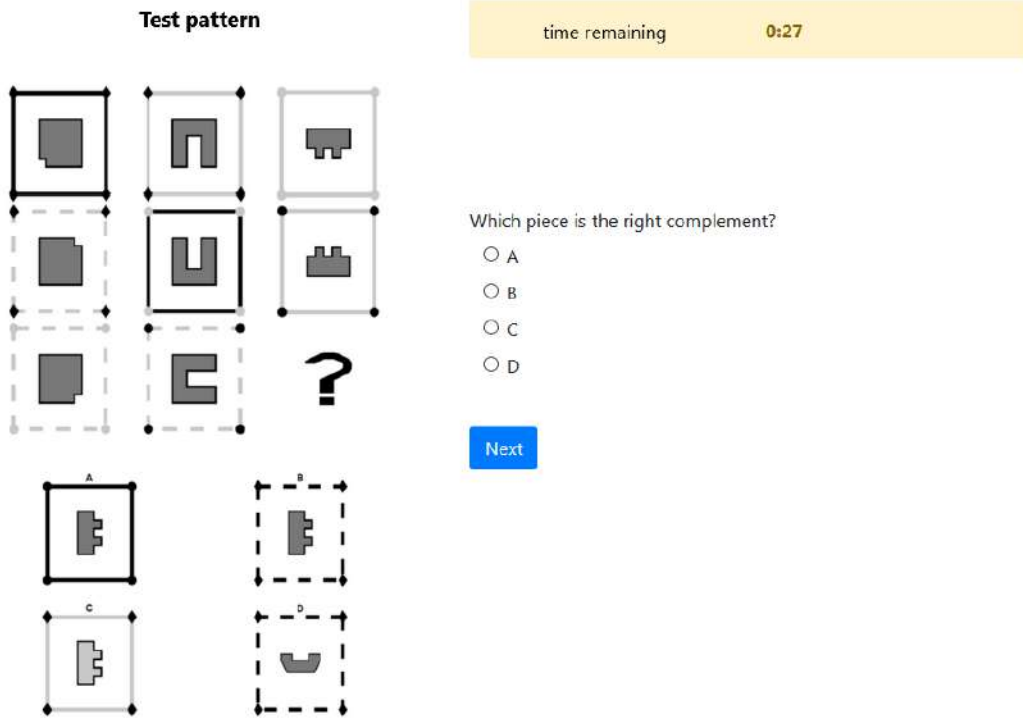 Test pattern
time remaining 0:27
?
Which piece is the right complement?
A
B
C
D
Next
A
B
C
D